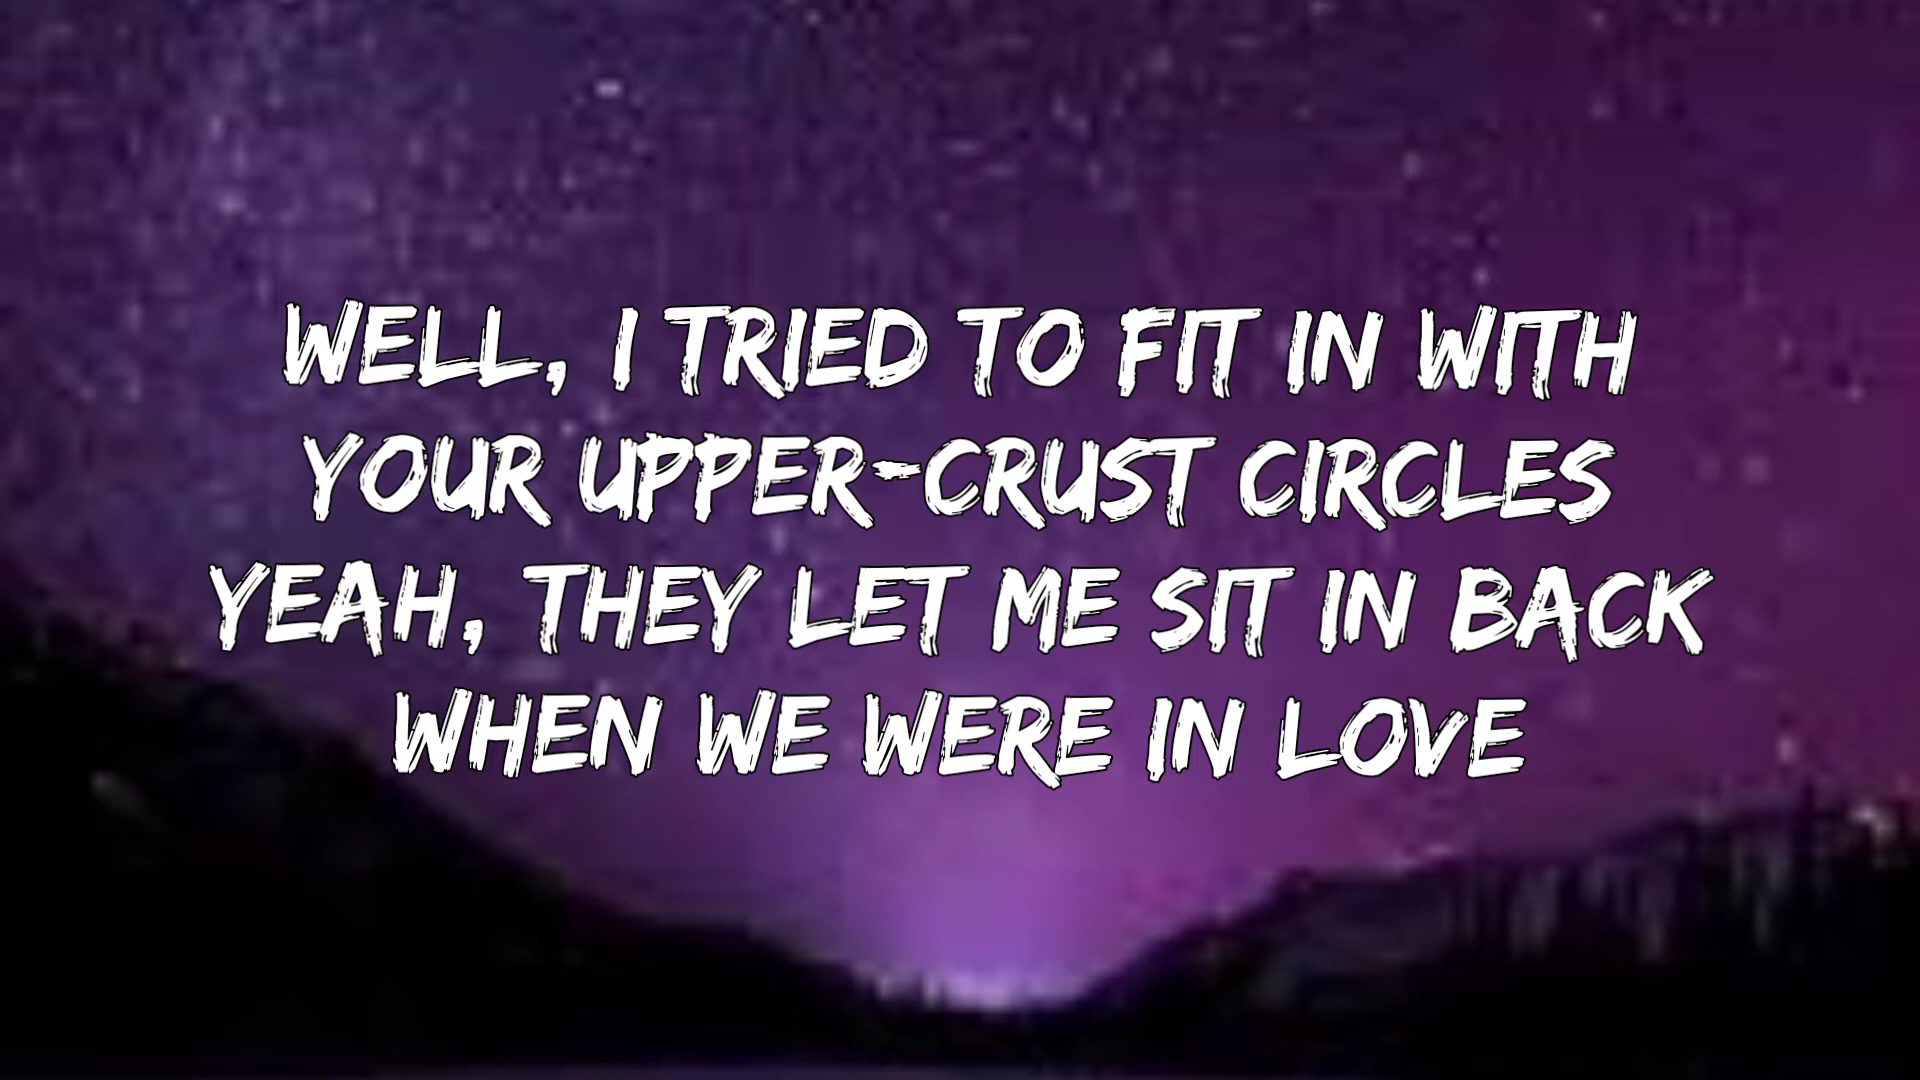 WELL, I TRIED TO FIT IN WITH
YOUR UPPER-CRUST CIRCLES
YEAH, THEY LET ME SIT IN BACK
WHEN WE WERE IN LOVE